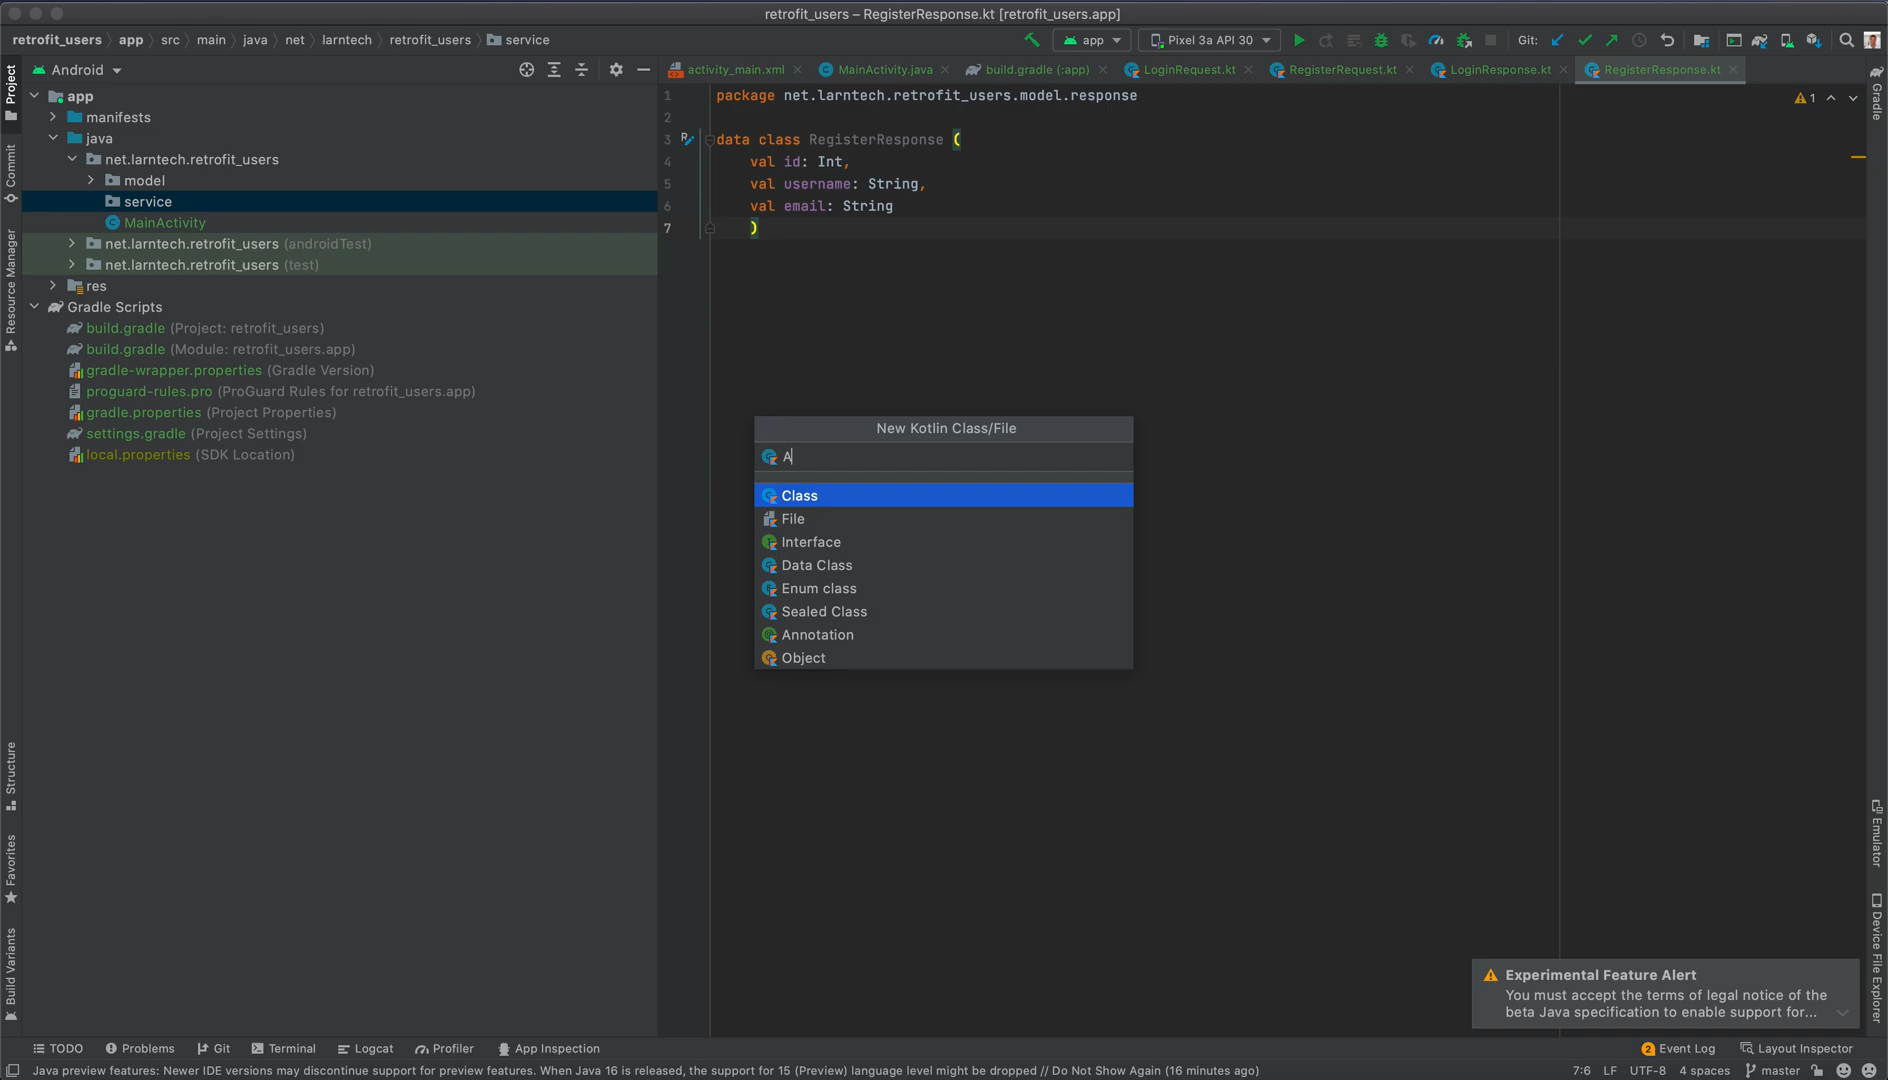 retrofit_users – RegisterResponse.kt [retrofit_users.app]
retrofit_users app src main java net larntech retrofit_users service
app Pixel 3a API 30 Git:
Project
Commit
Resource Manager
Structure
Favorites
Build Variants
Android
app
manifests
java
net.larntech.retrofit_users
model
service
MainActivity
net.larntech.retrofit_users (androidTest)
net.larntech.retrofit_users (test)
res
Gradle Scripts
build.gradle (Project: retrofit_users)
build.gradle (Module: retrofit_users.app)
gradle-wrapper.properties (Gradle Version)
proguard-rules.pro (ProGuard Rules for retrofit_users.app)
gradle.properties (Project Properties)
settings.gradle (Project Settings)
local.properties (SDK Location)
activity_main.xml MainActivity.java build.gradle (:app) LoginRequest.kt RegisterRequest.kt LoginResponse.kt RegisterResponse.kt
1 package net.larntech.retrofit_users.model.response
2
3 data class RegisterResponse (
4 val id: Int,
5 val username: String,
6 val email: String
7 )
1
New Kotlin Class/File
A
Class
File
Interface
Data Class
Enum class
Sealed Class
Annotation
Object
Gradle
Emulator
Device File Explorer
Experimental Feature Alert
You must accept the terms of legal notice of the
beta Java specification to enable support for...
TODO Problems Git Terminal Logcat Profiler App Inspection 2 Event Log Layout Inspector
Java preview features: Newer IDE versions may discontinue support for preview features. When Java 16 is released, the support for 15 (Preview) language level might be dropped // Do Not Show Again (16 minutes ago) 7:6 LF UTF-8 4 spaces master